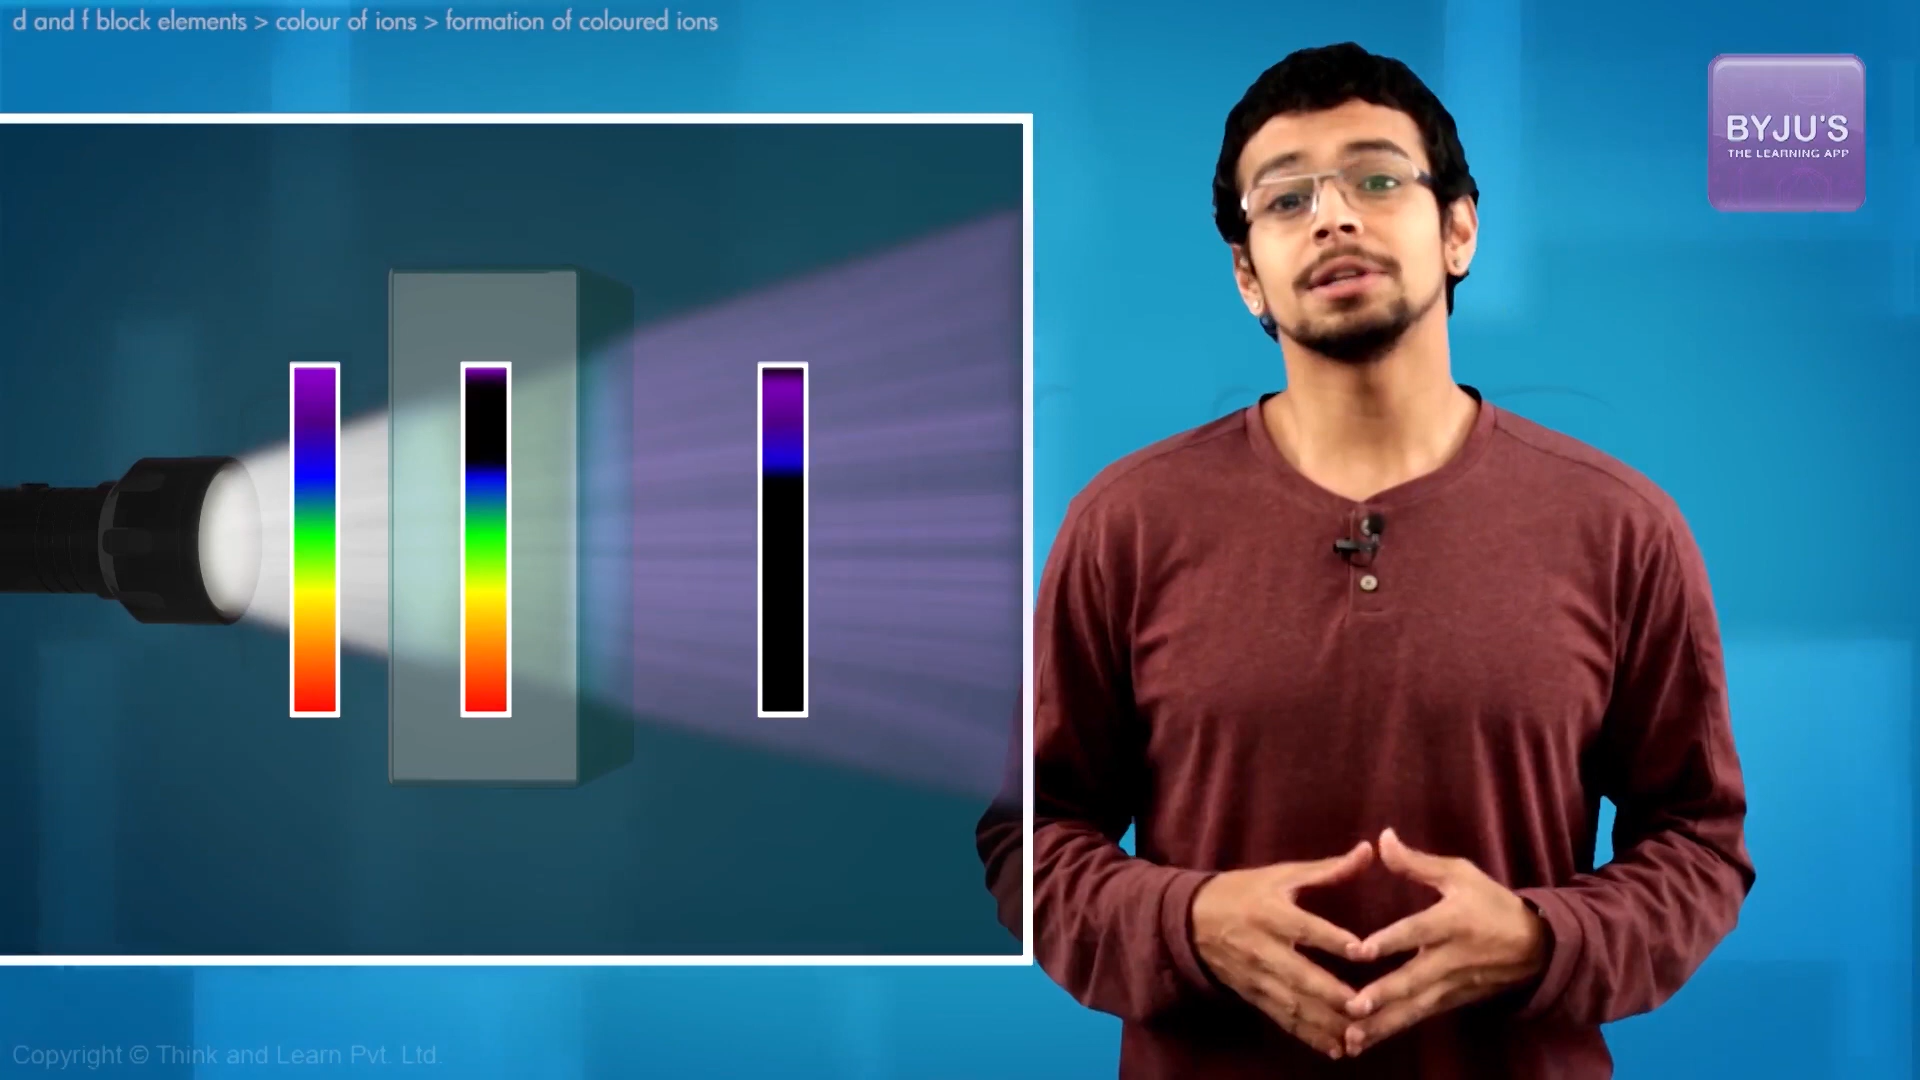 d and f block elements > colour of ions > formation of coloured ions
BYJU'S
THE LEARNING APP
Copyright © Think and Learn Pvt. Ltd.